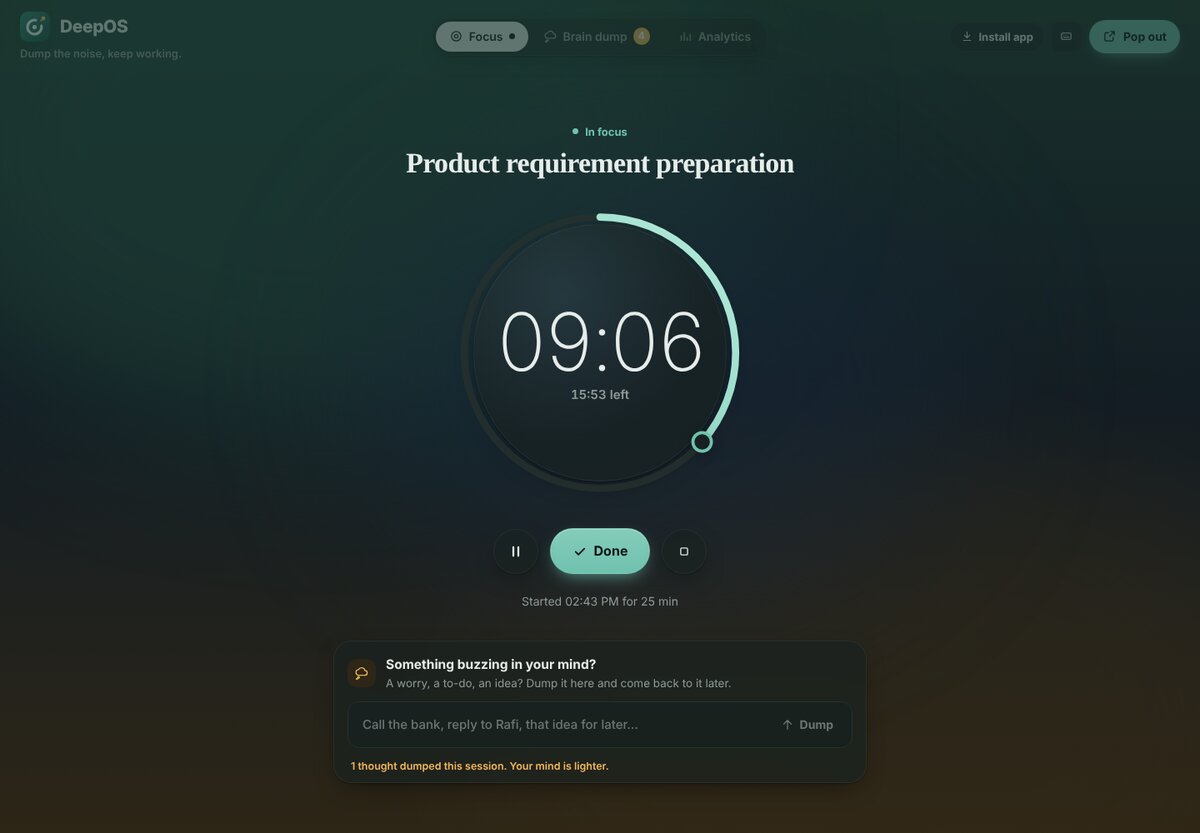 DeepOS
Dump the noise, keep working.
Focus
Brain dump 4
Analytics
Install app
Pop out
In focus
Product requirement preparation
09:06
15:53 left
Done
Started 02:43 PM for 25 min
Something buzzing in your mind?
A worry, a to-do, an idea? Dump it here and come back to it later.
Call the bank, reply to Rafi, that idea for later...
Dump
1 thought dumped this session. Your mind is lighter.